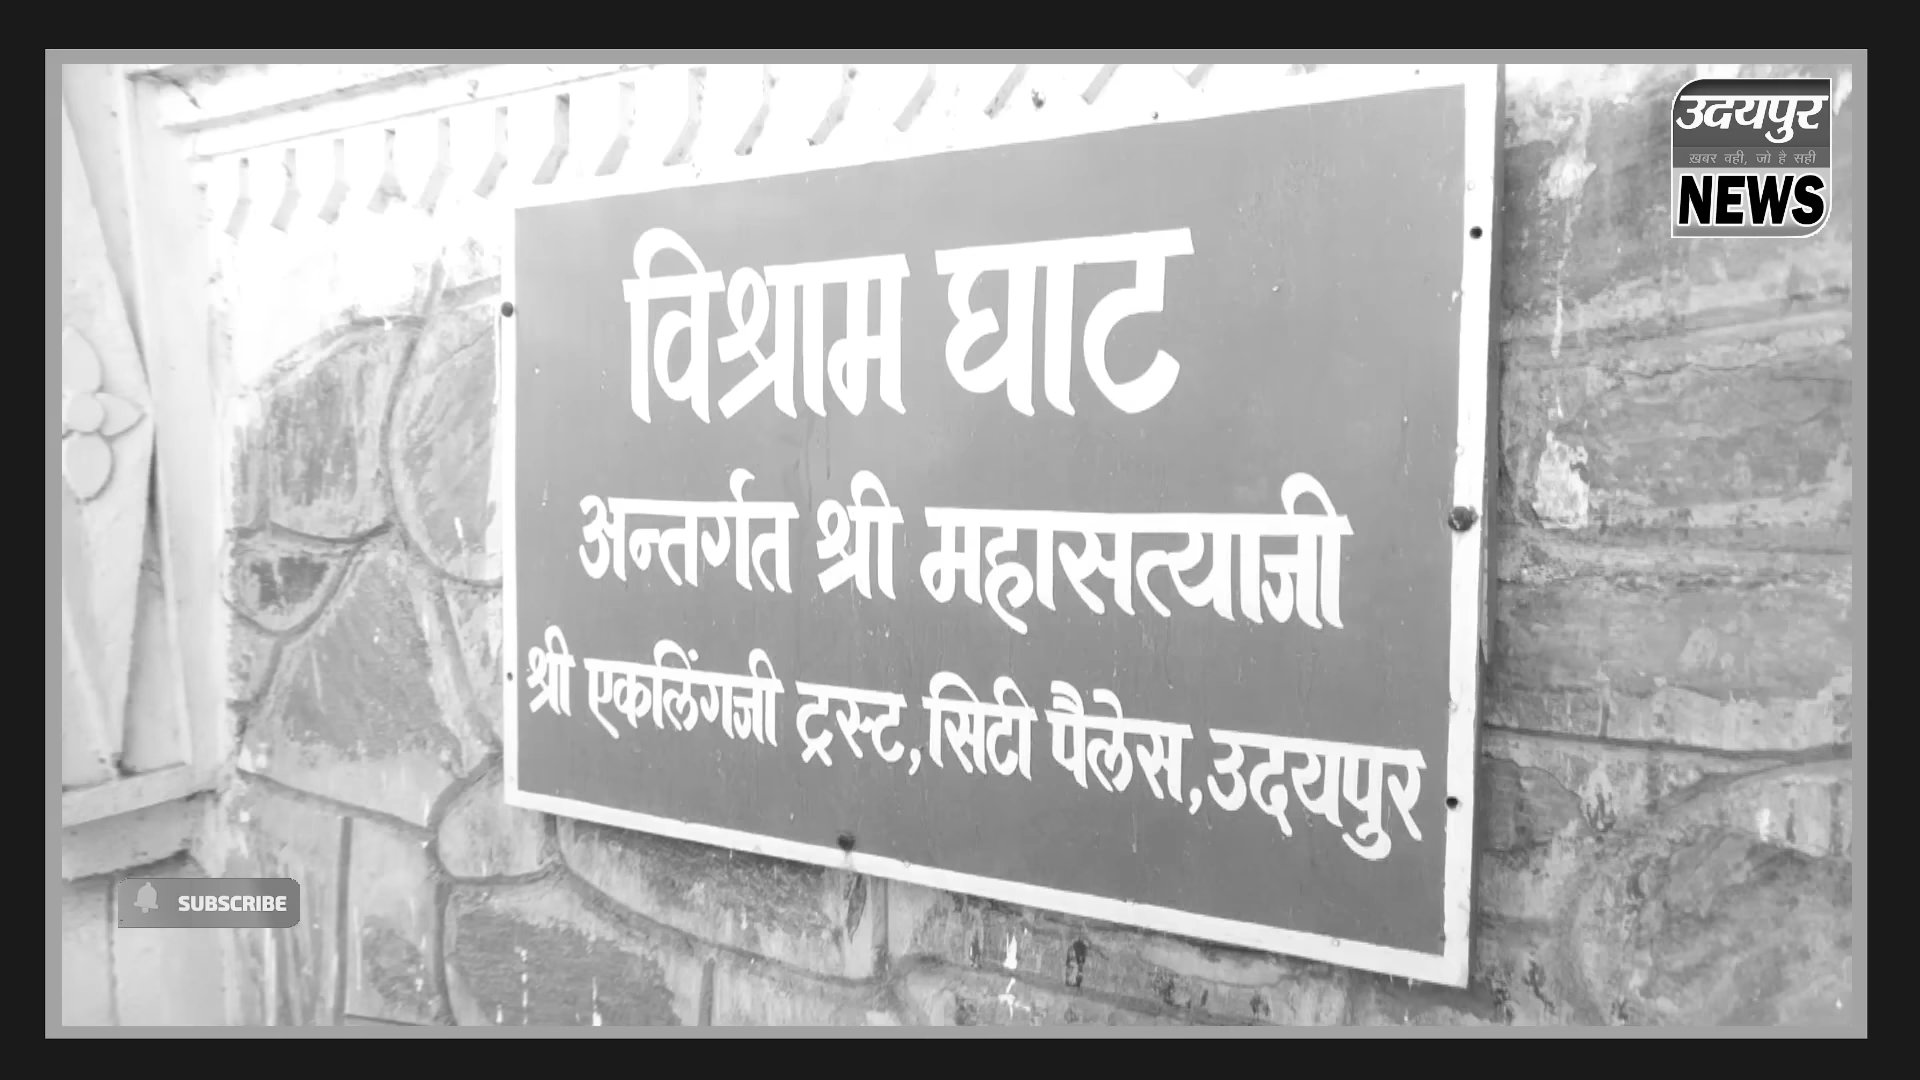 उदयपुर
ख़बर वही, जो है सही
NEWS
विश्राम घाट
अन्तर्गत श्री महासत्याजी
श्री एकलिंगजी ट्रस्ट, सिटी पैलेस, उदयपुर
SUBSCRIBE